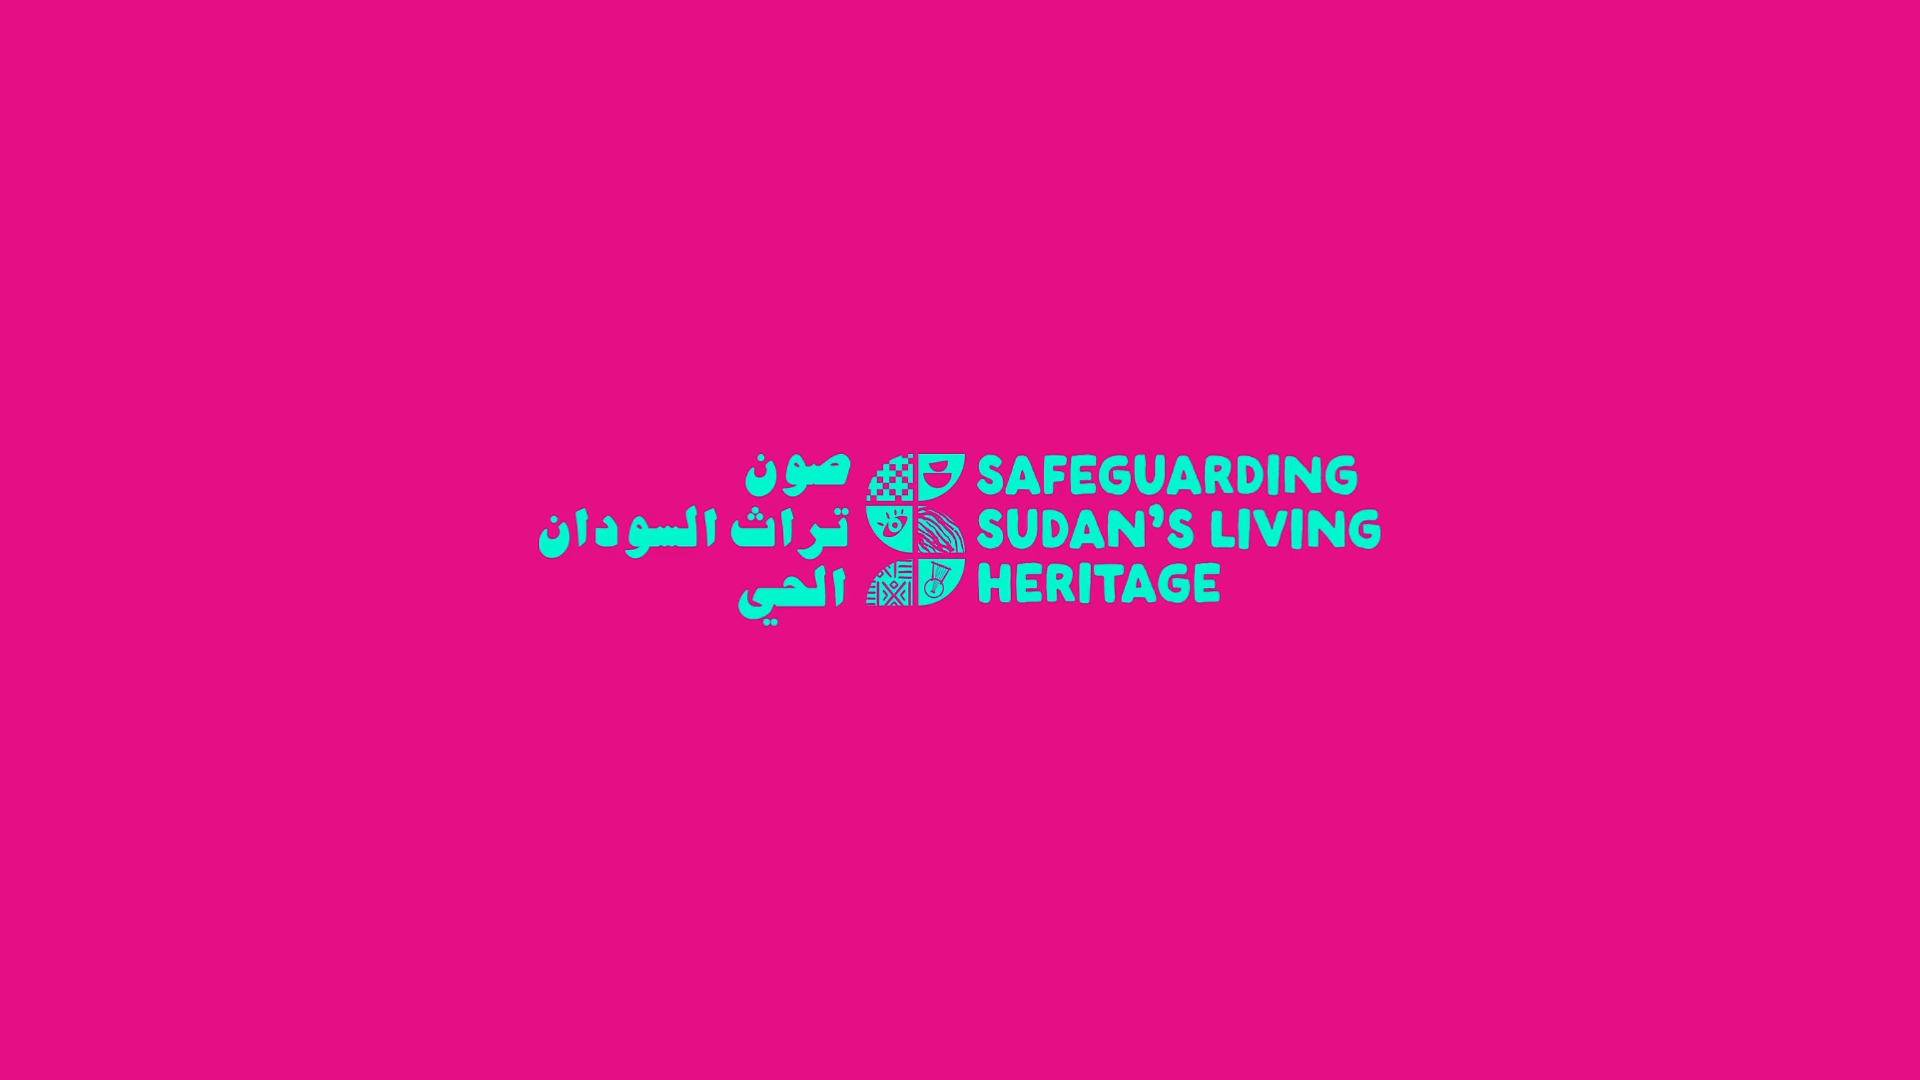 صون
تراث السودان
الحي
SAFEGUARDING
SUDAN’S LIVING
HERITAGE